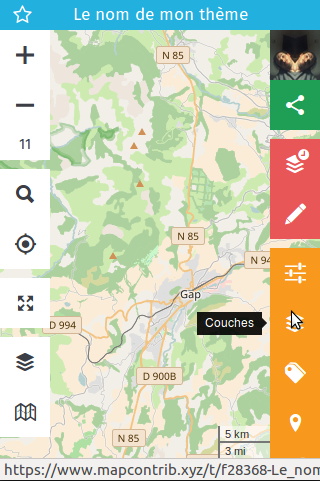 Le nom de mon thème
N 85
11
N 85
N 94
Gap
Couches
D 994
D 900B
N 85
5 km
3 mi
https://www.mapcontrib.xyz/t/f28368-Le_nom